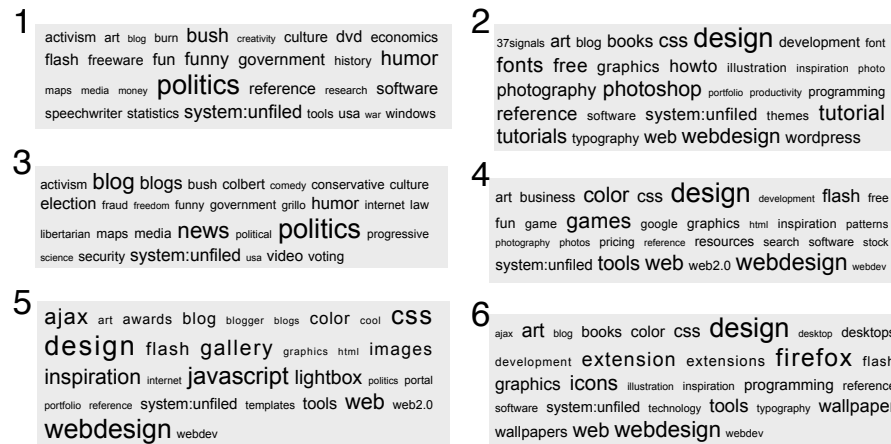 1
activism art blog burn bush creativity culture dvd economics
flash freeware fun funny government history humor
maps media money politics reference research software
speechwriter statistics system:unfiled tools usa war windows
2
37signals art blog books css design development font
fonts free graphics howto illustration inspiration photo
photography photoshop portfolio productivity programming
reference software system:unfiled themes tutorial
tutorials typography web webdesign wordpress
3
activism blog blogs bush colbert comedy conservative culture
election fraud freedom funny government grillo humor internet law
libertarian maps media news political politics progressive
science security system:unfiled usa video voting
4
art business color css design development flash free
fun game games google graphics html inspiration patterns
photography photos pricing reference resources search software stock
system:unfiled tools web web2.0 webdesign webdev
5
ajax art awards blog blogger blogs color cool css
design flash gallery graphics html images
inspiration internet javascript lightbox politics portal
portfolio reference system:unfiled templates tools web web2.0
webdesign webdev
6
ajax art blog books color css design desktop desktops
development extension extensions firefox flash
graphics icons illustration inspiration programming reference
software system:unfiled technology tools typography wallpaper
wallpapers web webdesign webdev